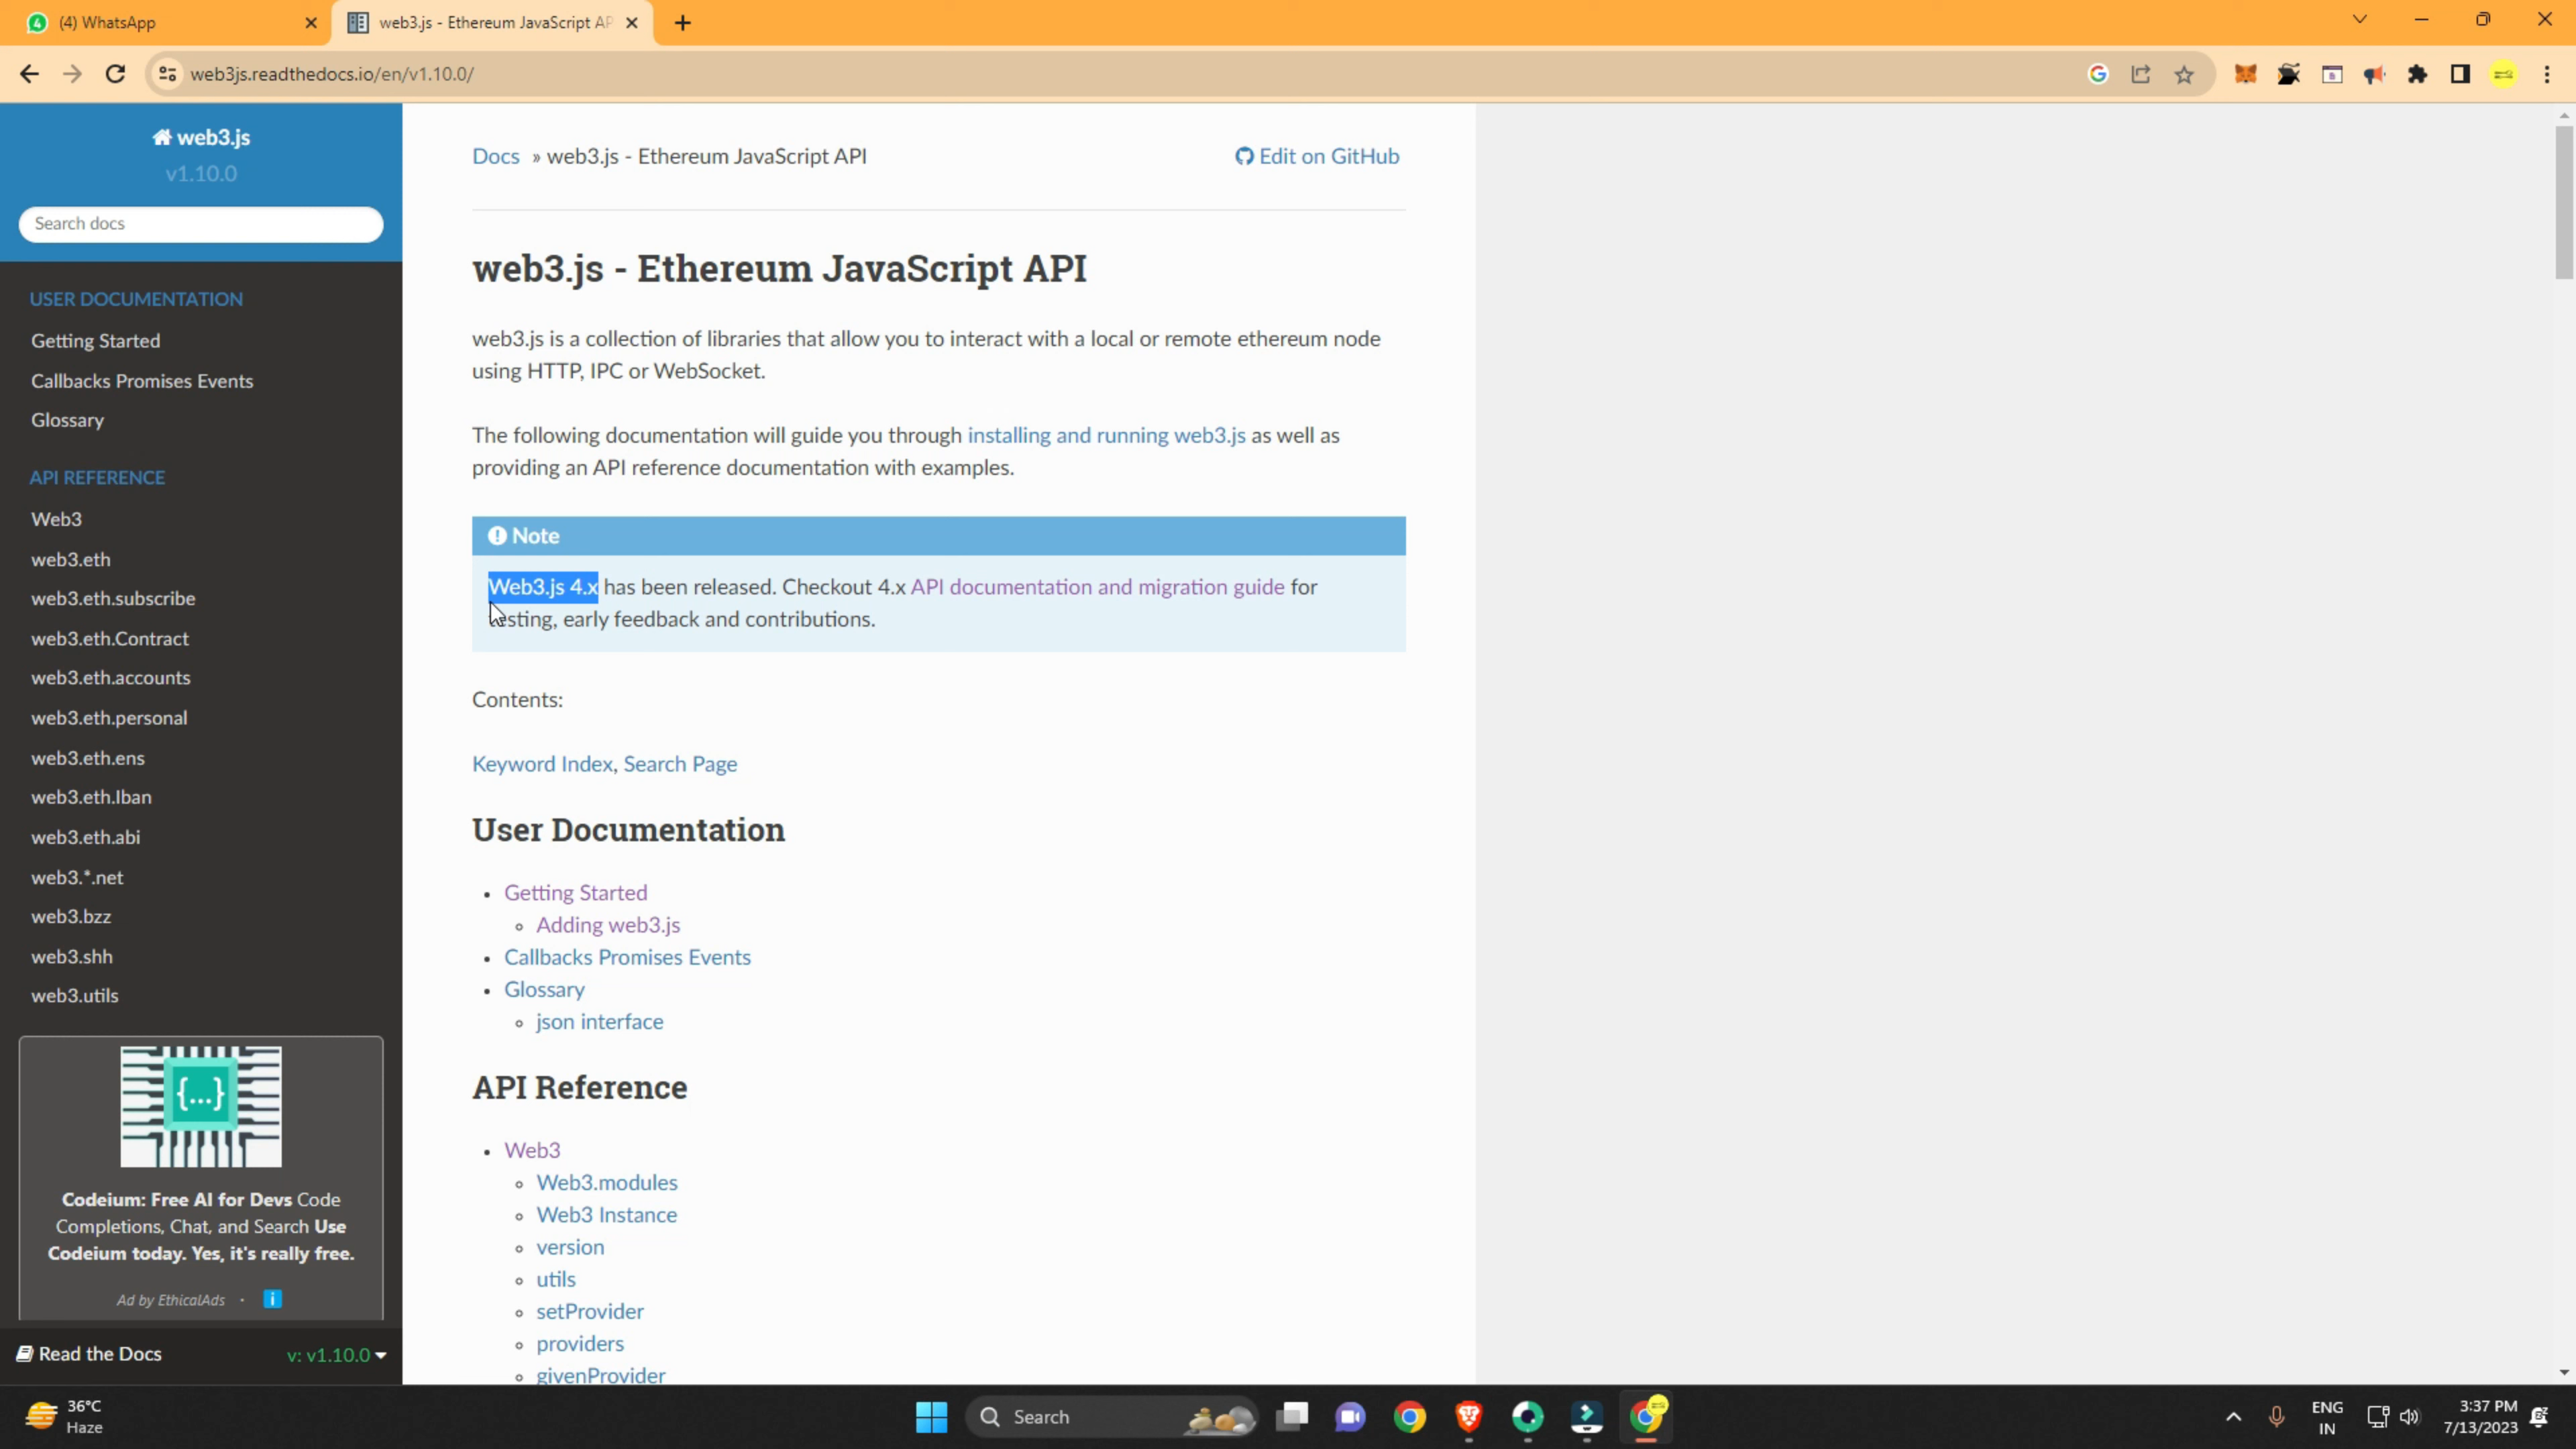 (4) WhatsApp
web3.js - Ethereum JavaScript AP
web3js.readthedocs.io/en/v1.10.0/
web3.js
v1.10.0
Search docs
USER DOCUMENTATION
Getting Started
Callbacks Promises Events
Glossary
API REFERENCE
Web3
web3.eth
web3.eth.subscribe
web3.eth.Contract
web3.eth.accounts
web3.eth.personal
web3.eth.ens
web3.eth.Iban
web3.eth.abi
web3.*.net
web3.bzz
web3.shh
web3.utils
{...}
Codeium: Free AI for Devs Code
Completions, Chat, and Search Use
Codeium today. Yes, it's really free.
Ad by EthicalAds ·
Read the Docs
v: v1.10.0
Docs » web3.js - Ethereum JavaScript API
Edit on GitHub
web3.js - Ethereum JavaScript API
web3.js is a collection of libraries that allow you to interact with a local or remote ethereum node
using HTTP, IPC or WebSocket.
The following documentation will guide you through installing and running web3.js as well as
providing an API reference documentation with examples.
Note
Web3.js 4.x has been released. Checkout 4.x API documentation and migration guide for
testing, early feedback and contributions.
Contents:
Keyword Index, Search Page
User Documentation
Getting Started
Adding web3.js
Callbacks Promises Events
Glossary
json interface
API Reference
Web3
Web3.modules
Web3 Instance
version
utils
setProvider
providers
givenProvider
36°C
Haze
Search
ENG
IN
3:37 PM
7/13/2023